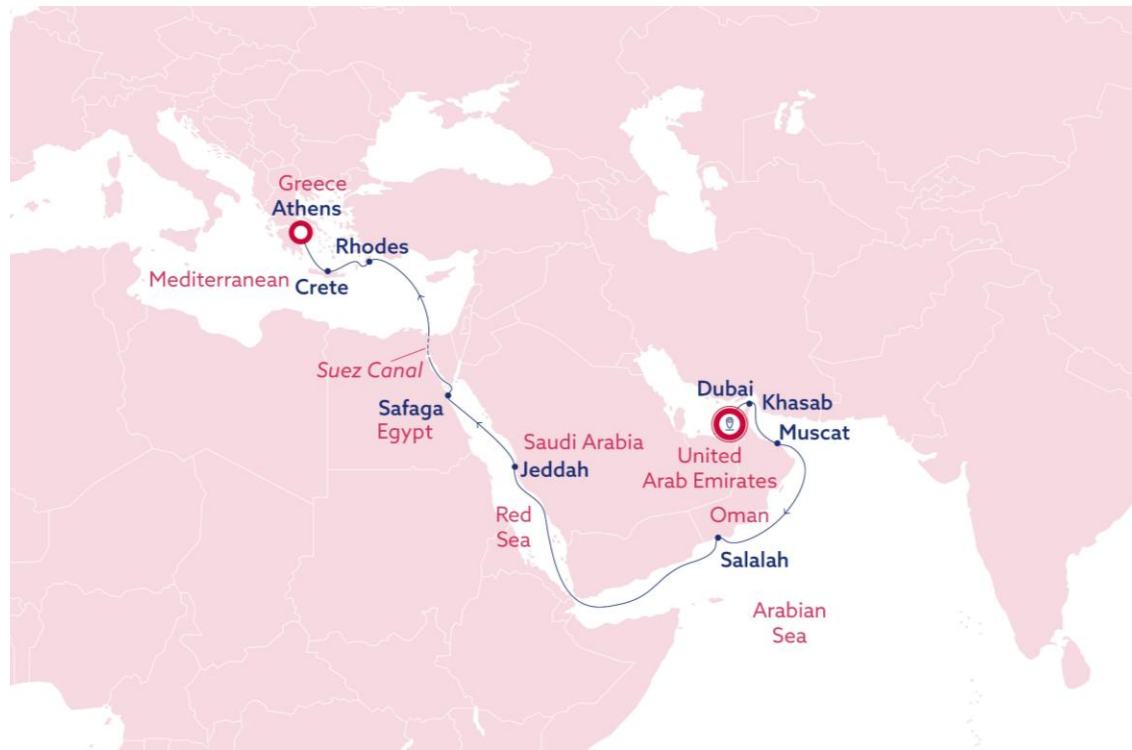 Greece
Athens
Rhodes
Mediterranean
Crete
Suez Canal
Safaga
Egypt
Saudi Arabia
Jeddah
Red
Sea
Dubai
Khasab
Muscat
United
Arab Emirates
Oman
Salalah
Arabian
Sea